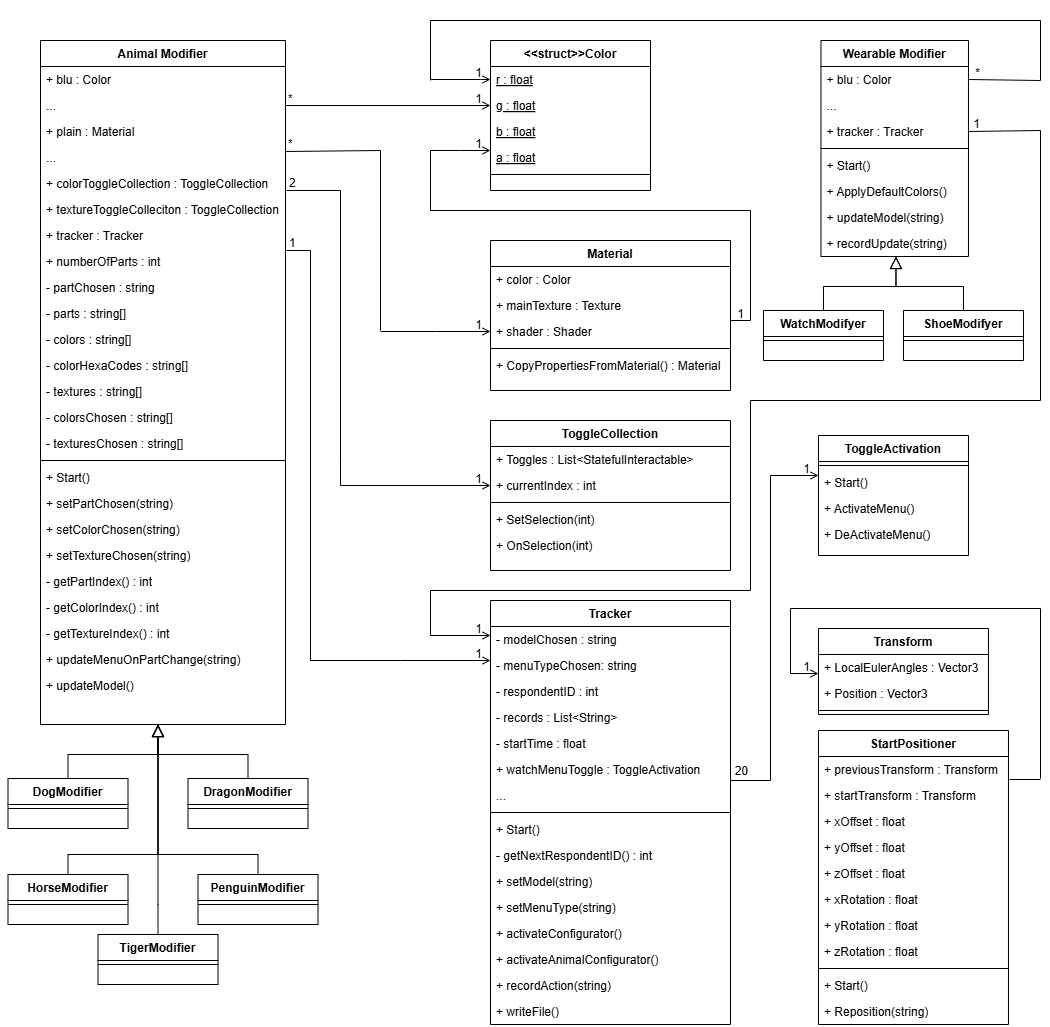 Animal Modifier
+ blu : Color
...
+ plain : Material
...
+ colorToggleCollection : ToggleCollection
+ textureToggleColleciton : ToggleCollection
+ tracker : Tracker
+ numberOfParts : int
- partChosen : string
- parts : string[]
- colors : string[]
- colorHexaCodes : string[]
- textures : string[]
- colorsChosen : string[]
- texturesChosen : string[]
+ Start()
+ setPartChosen(string)
+ setColorChosen(string)
+ setTextureChosen(string)
- getPartIndex() : int
- getColorIndex() : int
- getTextureIndex() : int
+ updateMenuOnPartChange(string)
+ updateModel()
*
*
2
1
DogModifier
DragonModifier
HorseModifier
PenguinModifier
TigerModifier
<<struct>>Color
1
r : float
1
g : float
b : float
1
a : float
Material
+ color : Color
+ mainTexture : Texture
1
+ shader : Shader
1
+ CopyPropertiesFromMaterial() : Material
ToggleCollection
+ Toggles : List<StatefulInteractable>
1
+ currentIndex : int
+ SetSelection(int)
+ OnSelection(int)
Tracker
1
- modelChosen : string
1
- menuTypeChosen: string
- respondentID : int
- records : List<String>
- startTime : float
+ watchMenuToggle : ToggleActivation
20
...
+ Start()
- getNextRespondentID() : int
+ setModel(string)
+ setMenuType(string)
+ activateConfigurator()
+ activateAnimalConfigurator()
+ recordAction(string)
+ writeFile()
Wearable Modifier
+ blu : Color
*
...
+ tracker : Tracker
1
+ Start()
+ ApplyDefaultColors()
+ updateModel(string)
+ recordUpdate(string)
WatchModifyer
ShoeModifyer
ToggleActivation
1
+ Start()
+ ActivateMenu()
+ DeActivateMenu()
Transform
1
+ LocalEulerAngles : Vector3
+ Position : Vector3
StartPositioner
+ previousTransform : Transform
+ startTransform : Transform
+ xOffset : float
+ yOffset : float
+ zOffset : float
+ xRotation : float
+ yRotation : float
+ zRotation : float
+ Start()
+ Reposition(string)